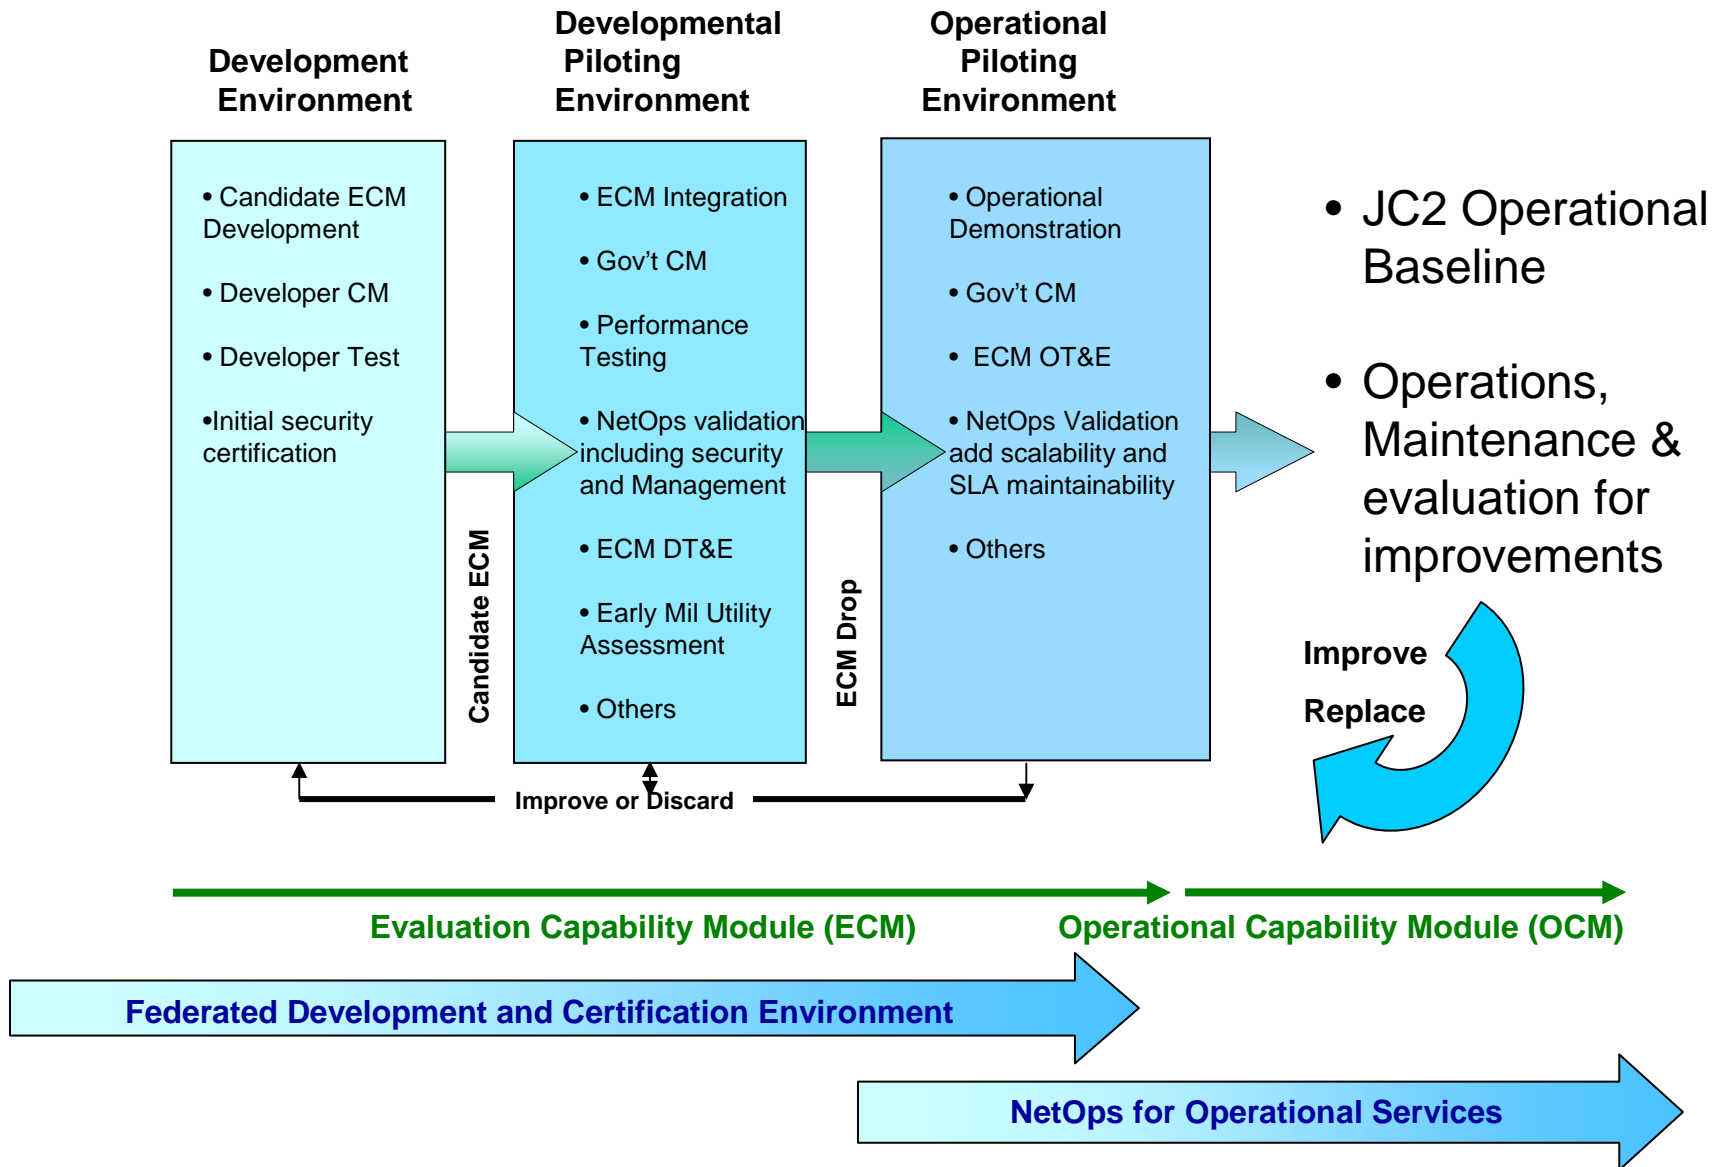 Development
Environment
Developmental
Piloting
Environment
Operational
Piloting
Environment
• Candidate ECM
Development
• Developer CM
• Developer Test
•Initial security
certification
Candidate ECM
• ECM Integration
• Gov’t CM
• Performance
Testing
• NetOps validation
including security
and Management
• ECM DT&E
• Early Mil Utility
Assessment
• Others
ECM Drop
• Operational
Demonstration
• Gov’t CM
• ECM OT&E
• NetOps Validation
add scalability and
SLA maintainability
• Others
• JC2 Operational
Baseline
• Operations,
Maintenance &
evaluation for
improvements
Improve
Replace
Improve or Discard
Evaluation Capability Module (ECM)
Operational Capability Module (OCM)
Federated Development and Certification Environment
NetOps for Operational Services